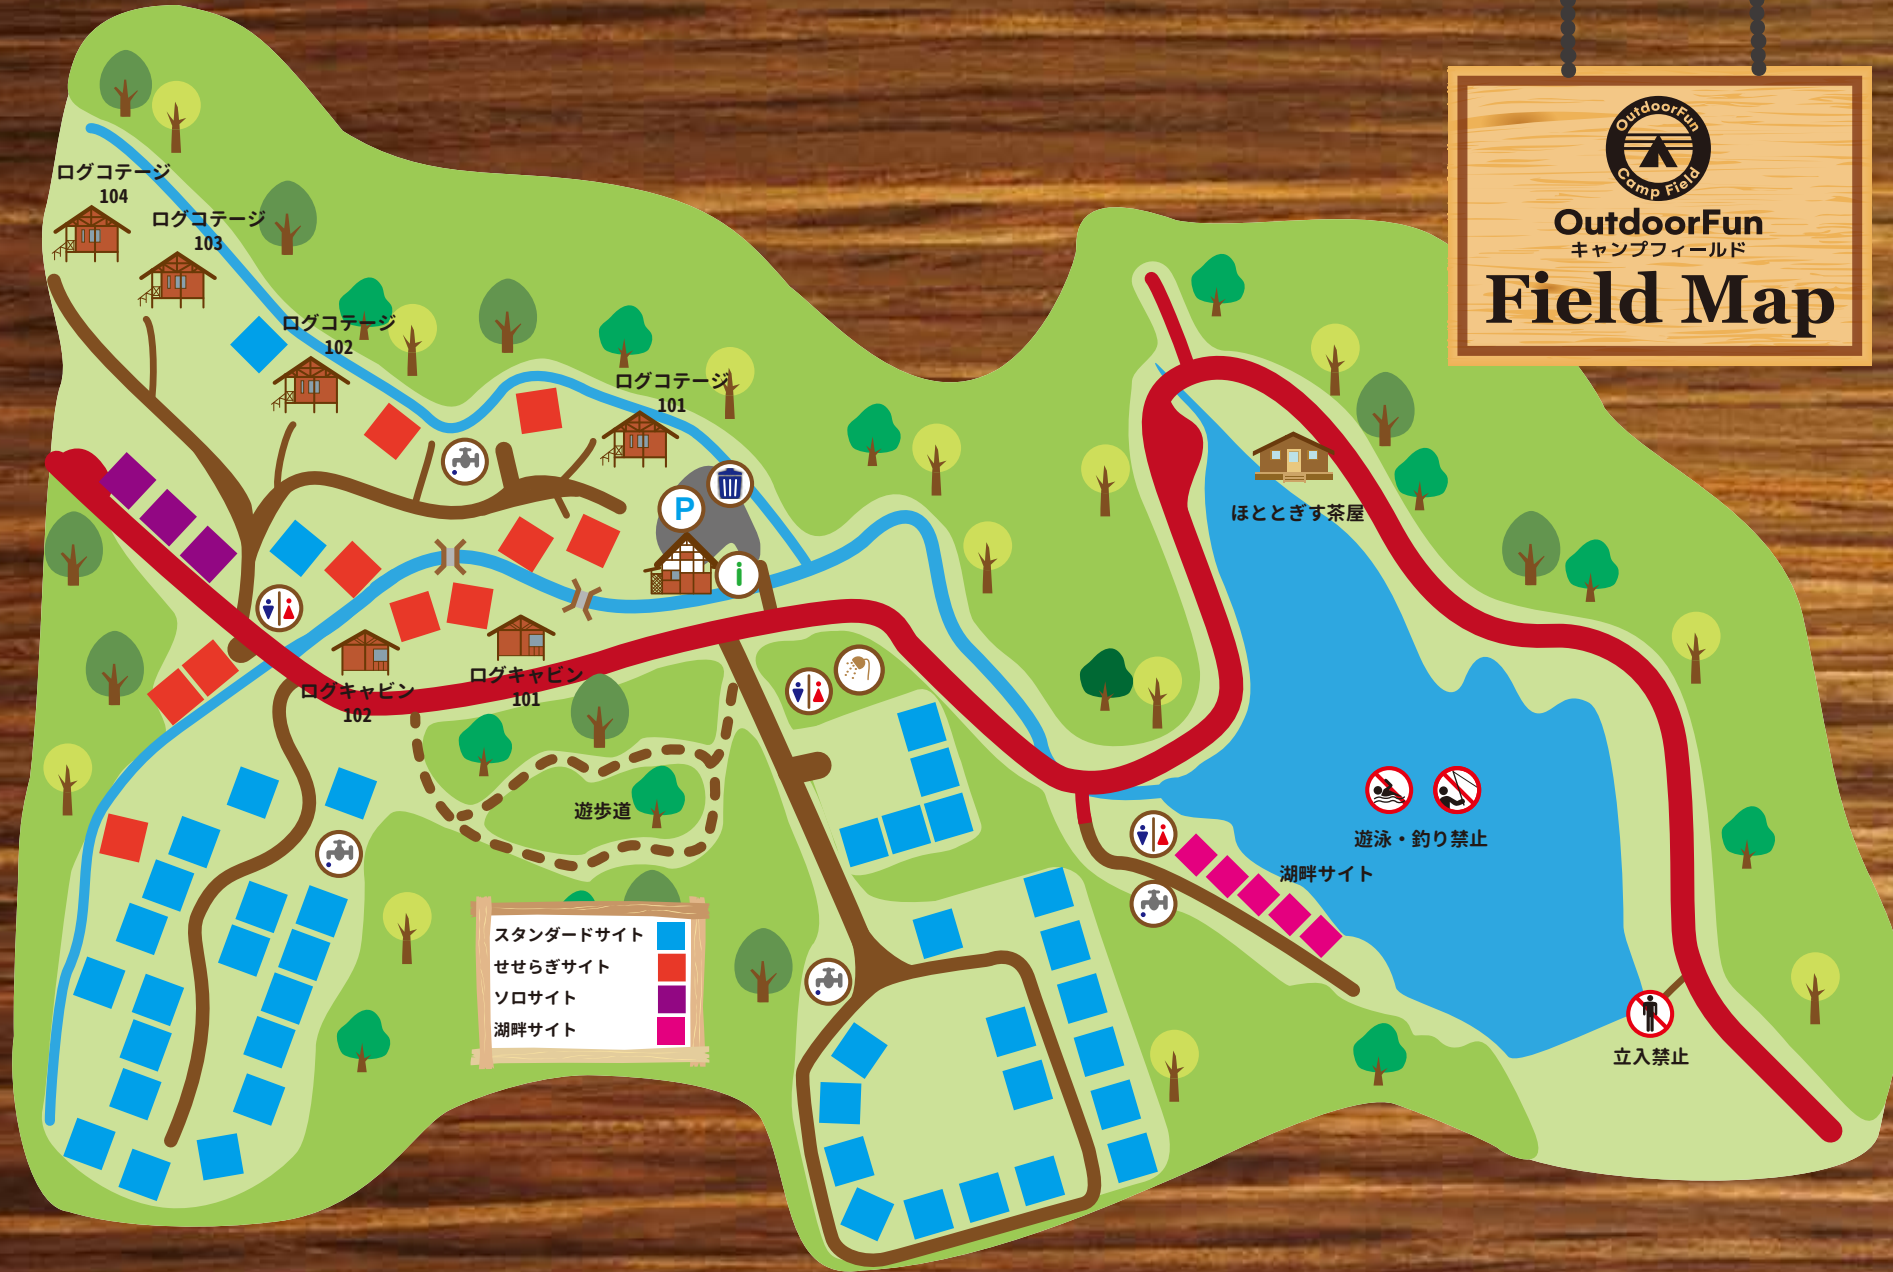 OutdoorFun
Camp Field
OutdoorFun
キャンプフィールド
Field Map
ログコテージ
104
ログコテージ
103
ログコテージ
102
ログコテージ
101
P
i
ほととぎす茶屋
ログキャビン
101
ログキャビン
102
遊歩道
遊泳・釣り禁止
湖畔サイト
立入禁止
スタンダードサイト
せせらぎサイト
ソロサイト
湖畔サイト